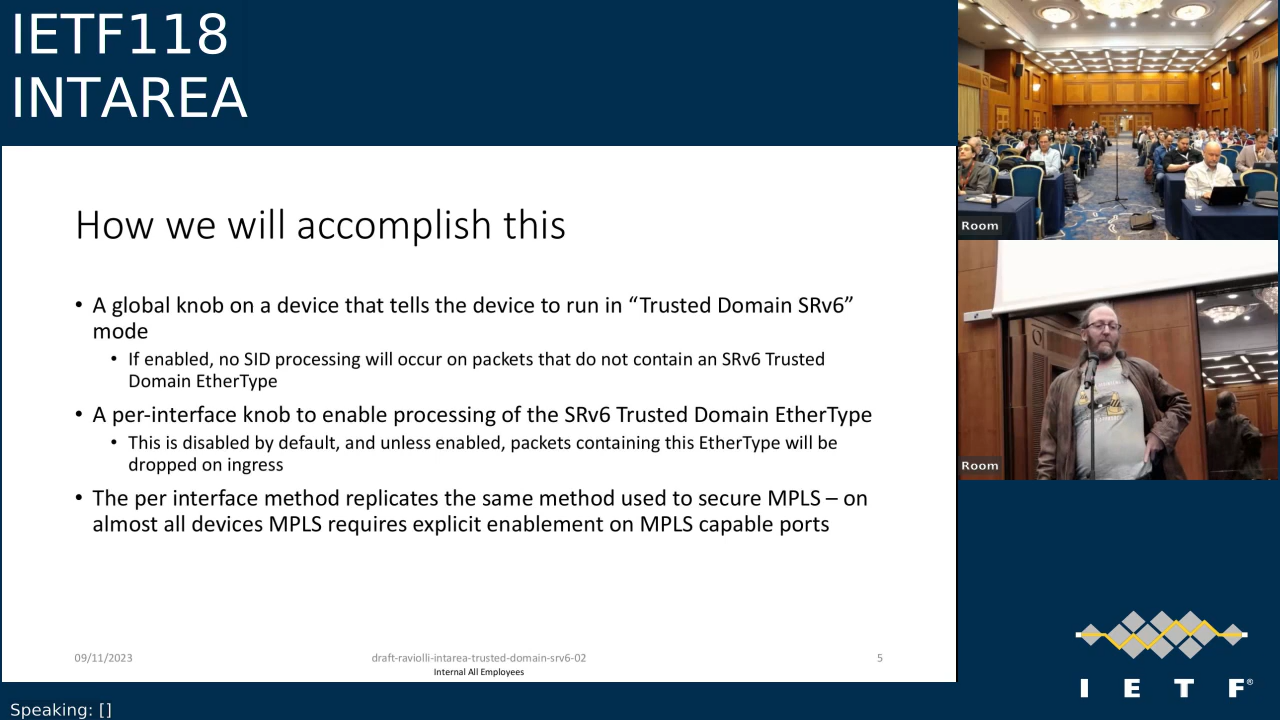 IETF118
INTAREA
How we will accomplish this
• A global knob on a device that tells the device to run in “Trusted Domain SRv6”
mode
• If enabled, no SID processing will occur on packets that do not contain an SRv6 Trusted
Domain EtherType
• A per-interface knob to enable processing of the SRv6 Trusted Domain EtherType
• This is disabled by default, and unless enabled, packets containing this EtherType will be
dropped on ingress
• The per interface method replicates the same method used to secure MPLS – on
almost all devices MPLS requires explicit enablement on MPLS capable ports
09/11/2023
draft-raviolli-intarea-trusted-domain-srv6-02
5
Internal All Employees
Room
Room
I E T F®
Speaking: []